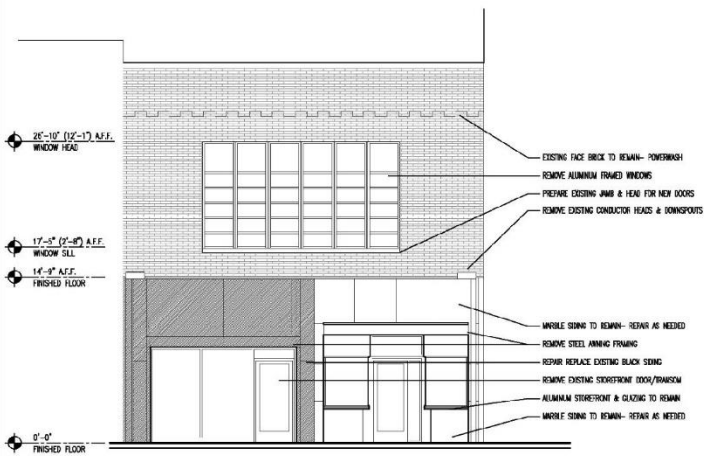 26'-10" (12'-1") A.F.F.
WINDOW HEAD
17'-5" (2'-8") A.F.F.
WINDOW SILL
14'-9" A.F.F.
FINISHED FLOOR
0'-0"
FINISHED FLOOR
EXISTING FACE BRICK TO REMAIN- POWERWASH
REMOVE ALUMINUM FRAMED WINDOWS
PREPARE EXISTING JAMB & HEAD FOR NEW DOORS
REMOVE EXISTING CONDUCTOR HEADS & DOWNSPOUTS
MARBLE SIDING TO REMAIN- REPAIR AS NEEDED
REMOVE STEEL AWNING FRAMING
REPAIR REPLACE EXISTING BLACK SIDING
REMOVE EXISTING STOREFRONT DOOR/TRANSOM
ALUMINUM STOREFRONT & GLAZING TO REMAIN
MARBLE SIDING TO REMAIN- REPAIR AS NEEDED